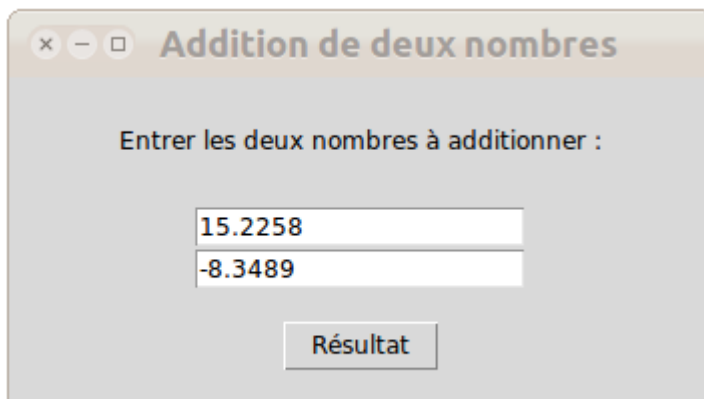 Addition de deux nombres
Entrer les deux nombres à additionner :
15.2258
-8.3489
Résultat